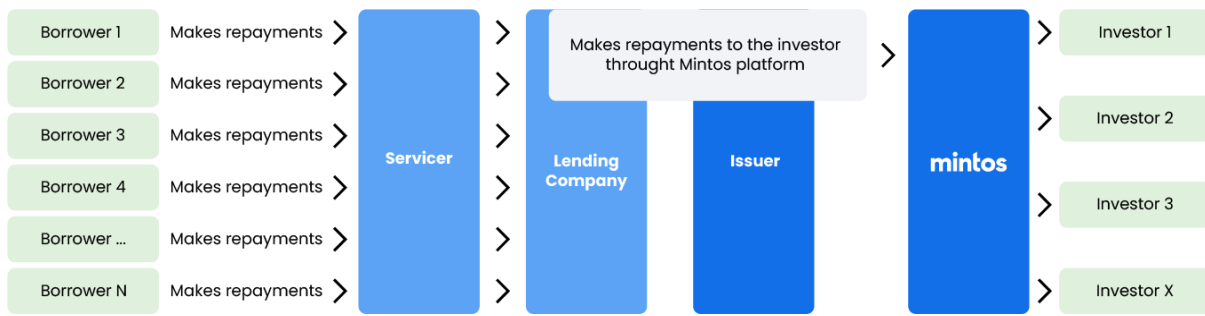 Borrower 1 Makes repayments
Borrower 2 Makes repayments
Borrower 3 Makes repayments
Borrower 4 Makes repayments
Borrower ... Makes repayments
Borrower N Makes repayments
Servicer
Lending
Company
Makes repayments to the investor
throught Mintos platform
Issuer
mintos
Investor 1
Investor 2
Investor 3
Investor X